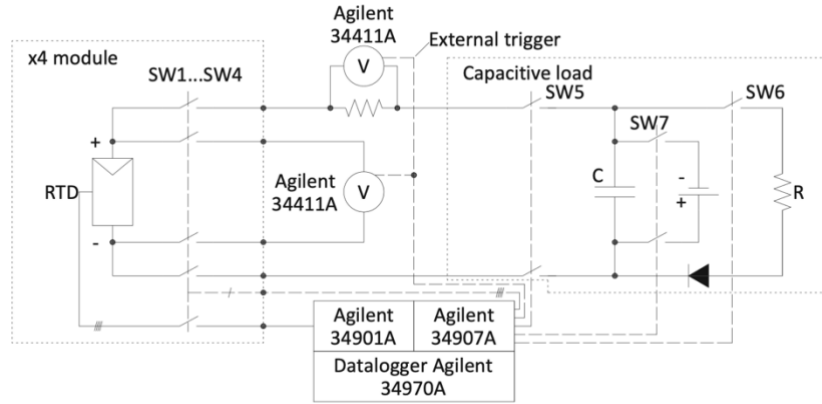 Agilent
34411A
V
External trigger
x4 module
SW1...SW4
Capacitive load
SW5
SW6
SW7
+
RTD
-
Agilent
34411A
V
C
-
+
R
Agilent
34901A
Agilent
34907A
Datalogger Agilent
34970A